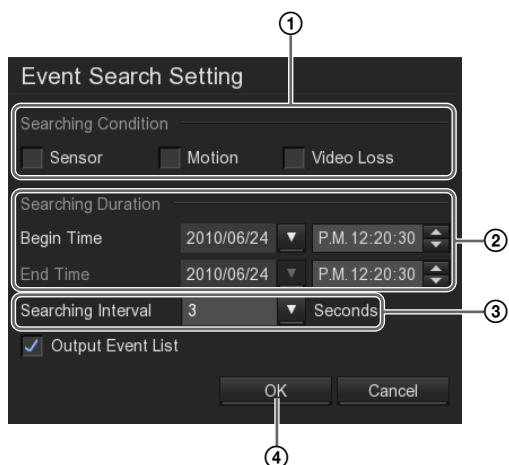 ①
Event Search Setting
Searching Condition
Sensor Motion Video Loss
Searching Duration
Begin Time 2010/06/24 P.M. 12:20:30
②
End Time 2010/06/24 P.M. 12:20:30
Searching Interval 3 Seconds
③
Output Event List
OK Cancel
④